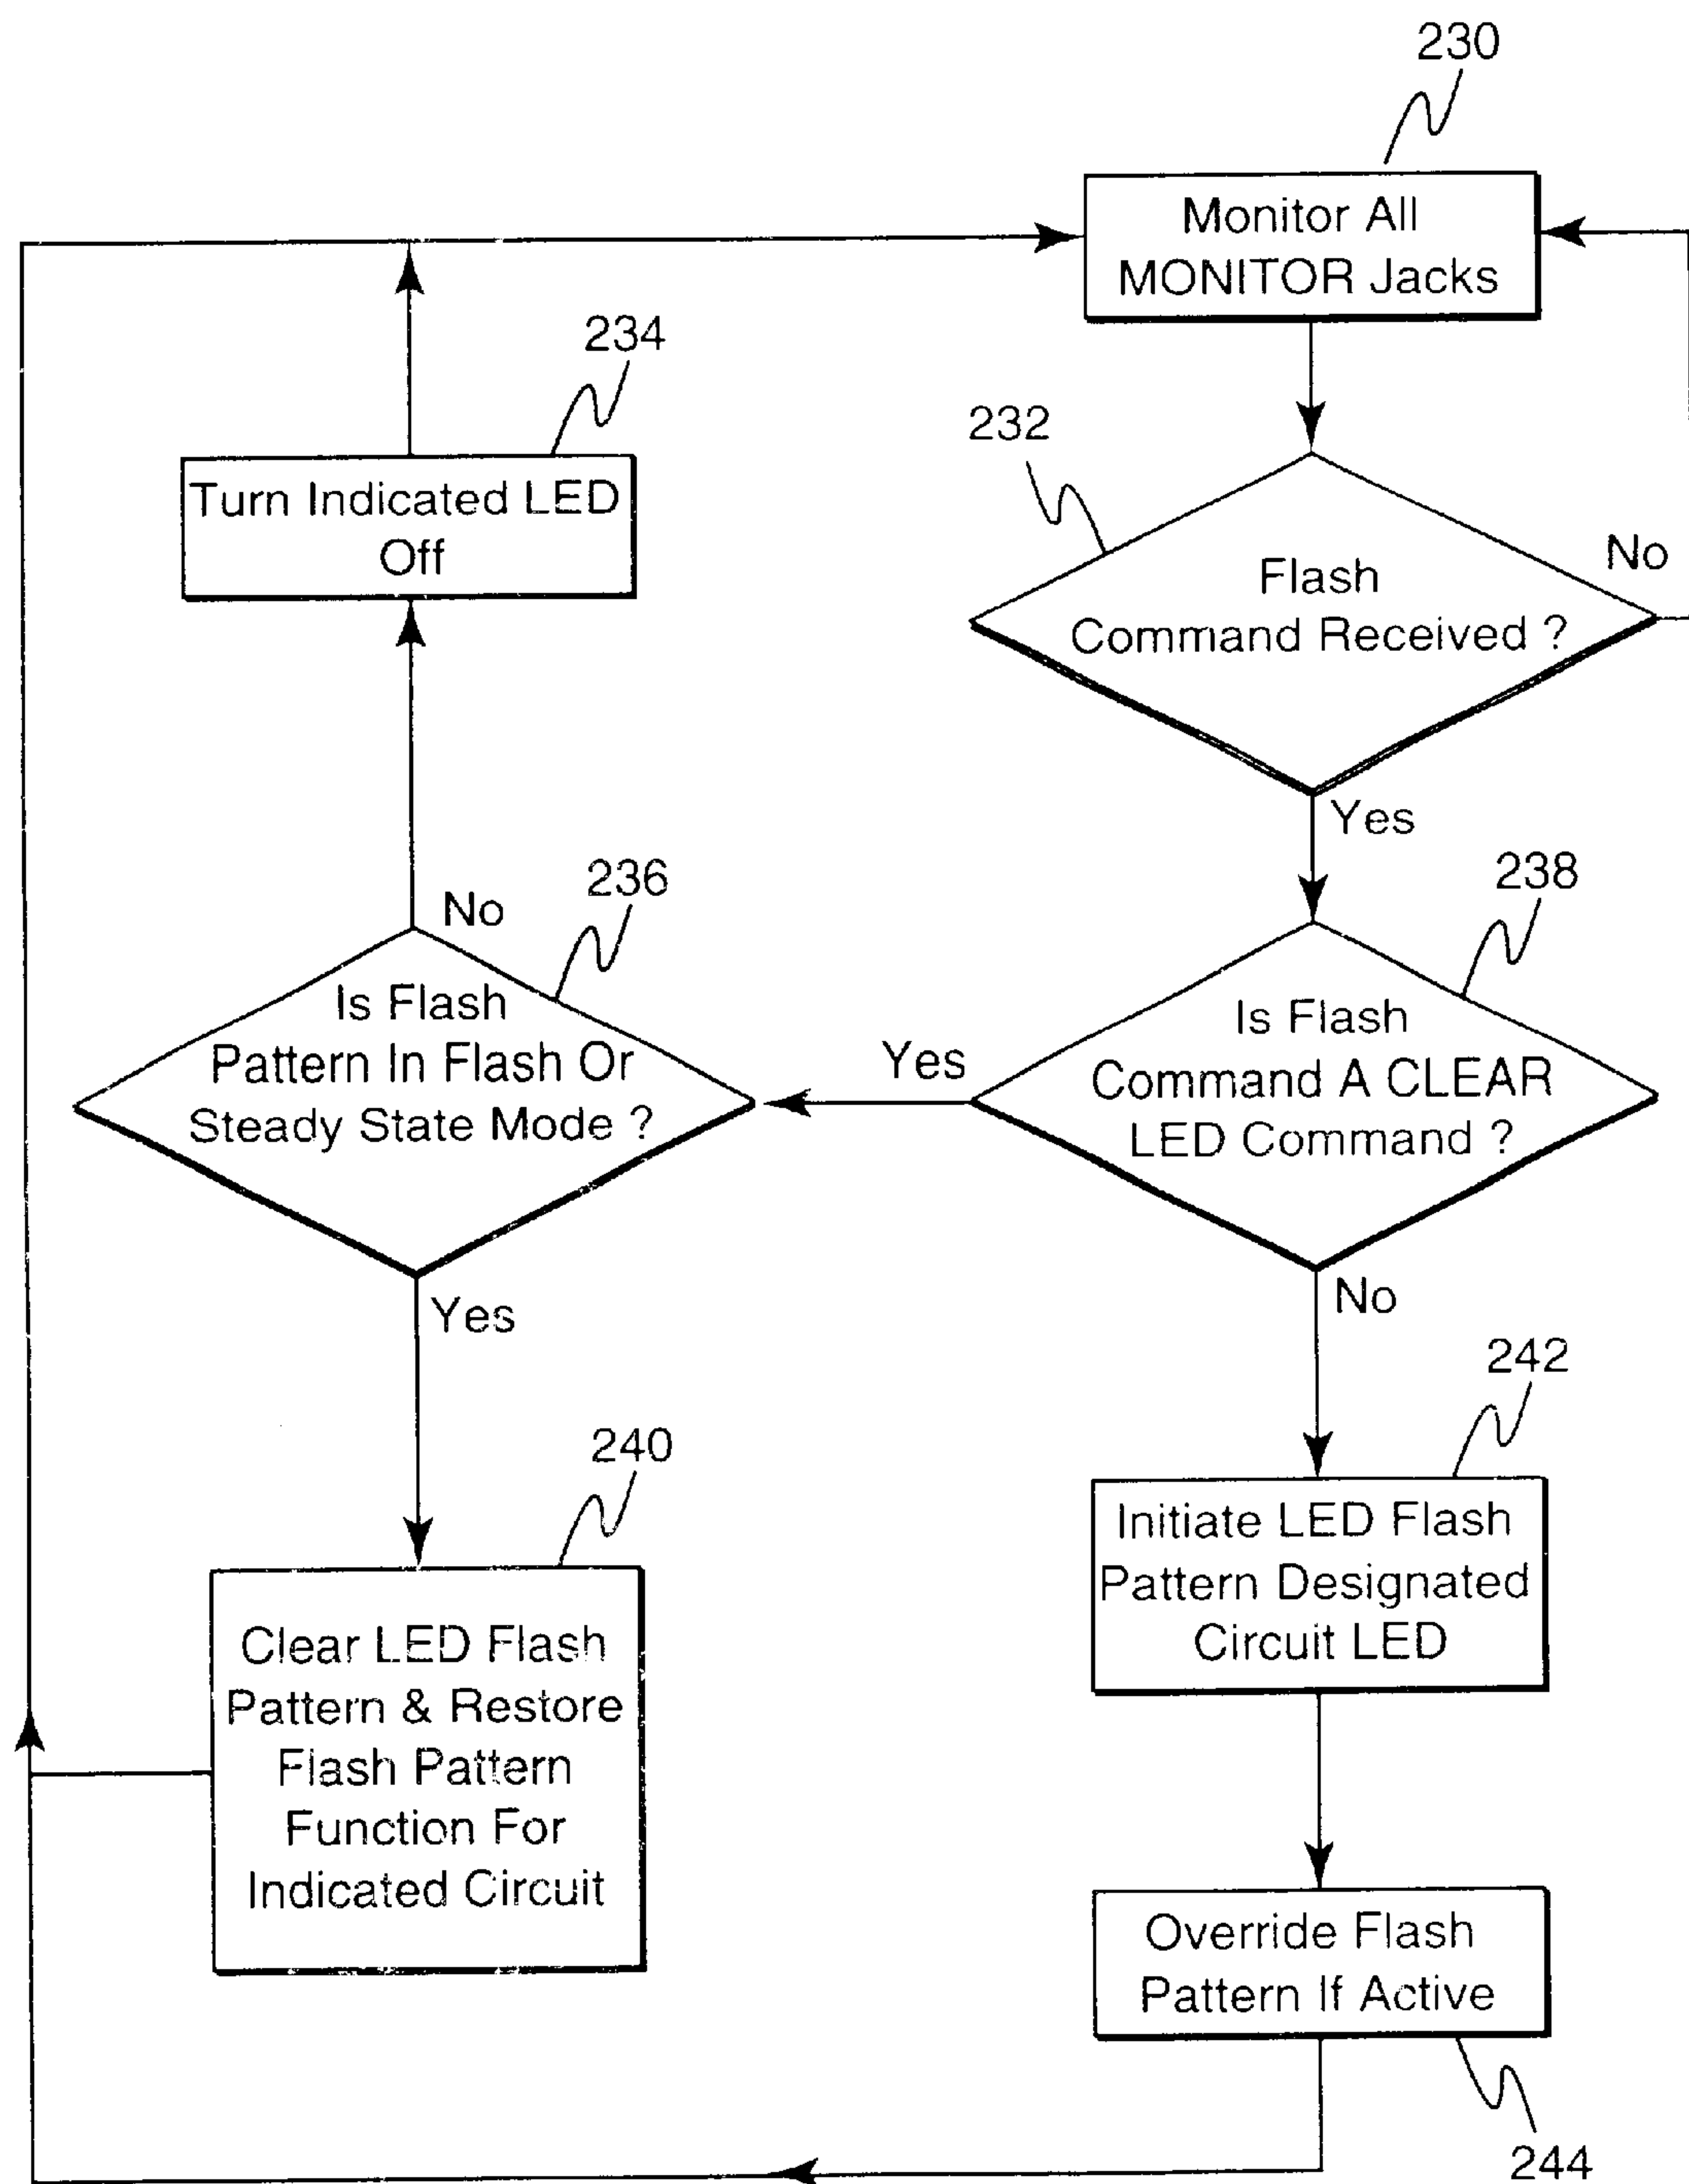 230
Monitor All
MONITOR Jacks
234
232
Turn Indicated LED
Off
Flash
Command Received ?
No
Yes
236
238
No
Is Flash
Pattern In Flash Or
Steady State Mode ?
Yes
Is Flash
Command A CLEAR
LED Command ?
Yes
No
242
240
Initiate LED Flash
Pattern Designated
Circuit LED
Clear LED Flash
Pattern & Restore
Flash Pattern
Function For
Indicated Circuit
Override Flash
Pattern If Active
244